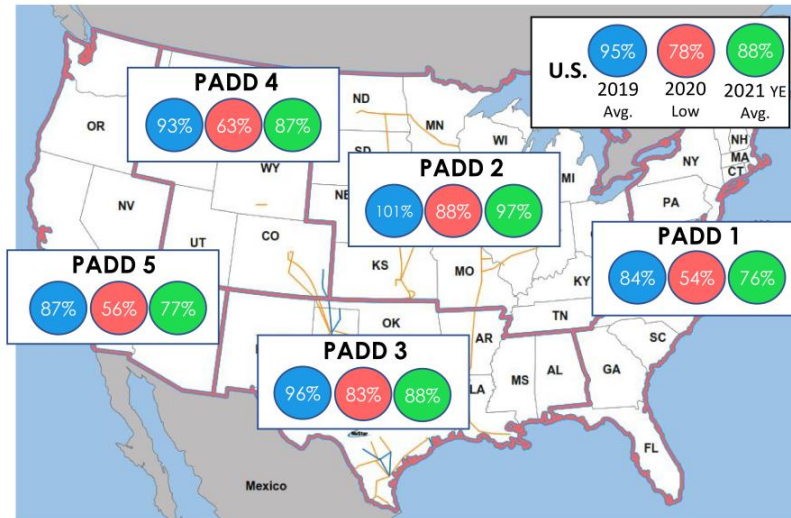 95% 78% 88%
U.S. 2019 2020 2021 YE
Avg. Low Avg.
PADD 4
93% 63% 87%
PADD 2
101% 88% 97%
PADD 1
84% 54% 76%
PADD 5
87% 56% 77%
PADD 3
96% 83% 88%
OR
ND
MN
WI
MI
NY
NH
MA
CT
PA
WY
NV
UT
CO
KS
MO
KY
TN
OK
AR
LA
MS
AL
GA
SC
FL
Mexico